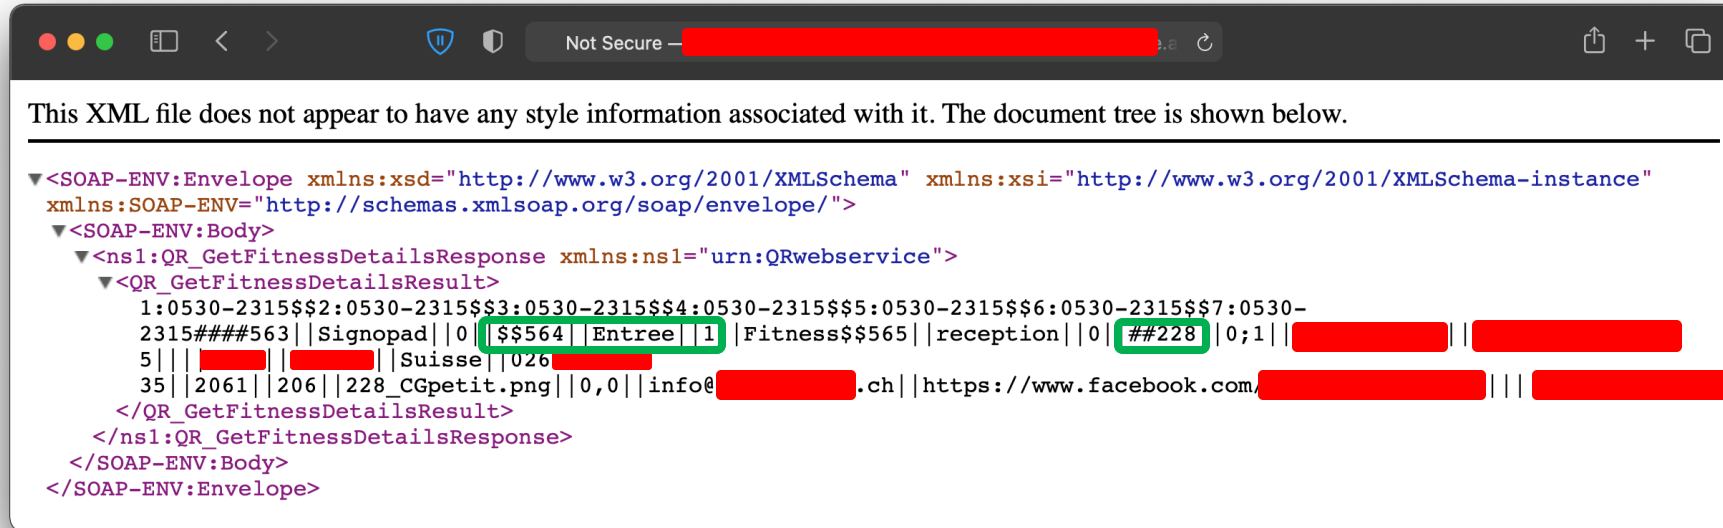 Not Secure —
This XML file does not appear to have any style information associated with it. The document tree is shown below.
▼<SOAP-ENV:Envelope xmlns:xsd="http://www.w3.org/2001/XMLSchema" xmlns:xsi="http://www.w3.org/2001/XMLSchema-instance"
xmlns:SOAP-ENV="http://schemas.xmlsoap.org/soap/envelope/">
▼<SOAP-ENV:Body>
▼<ns1:QR_GetFitnessDetailsResponse xmlns:ns1="urn:QRwebservice">
▼<QR_GetFitnessDetailsResult>
1:0530-2315$$2:0530-2315$$3:0530-2315$$4:0530-2315$$5:0530-2315$$6:0530-2315$$7:0530-
2315####563||Signopad||0||$$564||Entree||1||Fitness$$565||reception||0||##228||0;1|| ||
5|||| || ||Suisse||026
35||2061||206||228_CGpetit.png||0,0||info@ .ch||https://www.facebook.com/ |||
</QR_GetFitnessDetailsResult>
</ns1:QR_GetFitnessDetailsResponse>
</SOAP-ENV:Body>
</SOAP-ENV:Envelope>